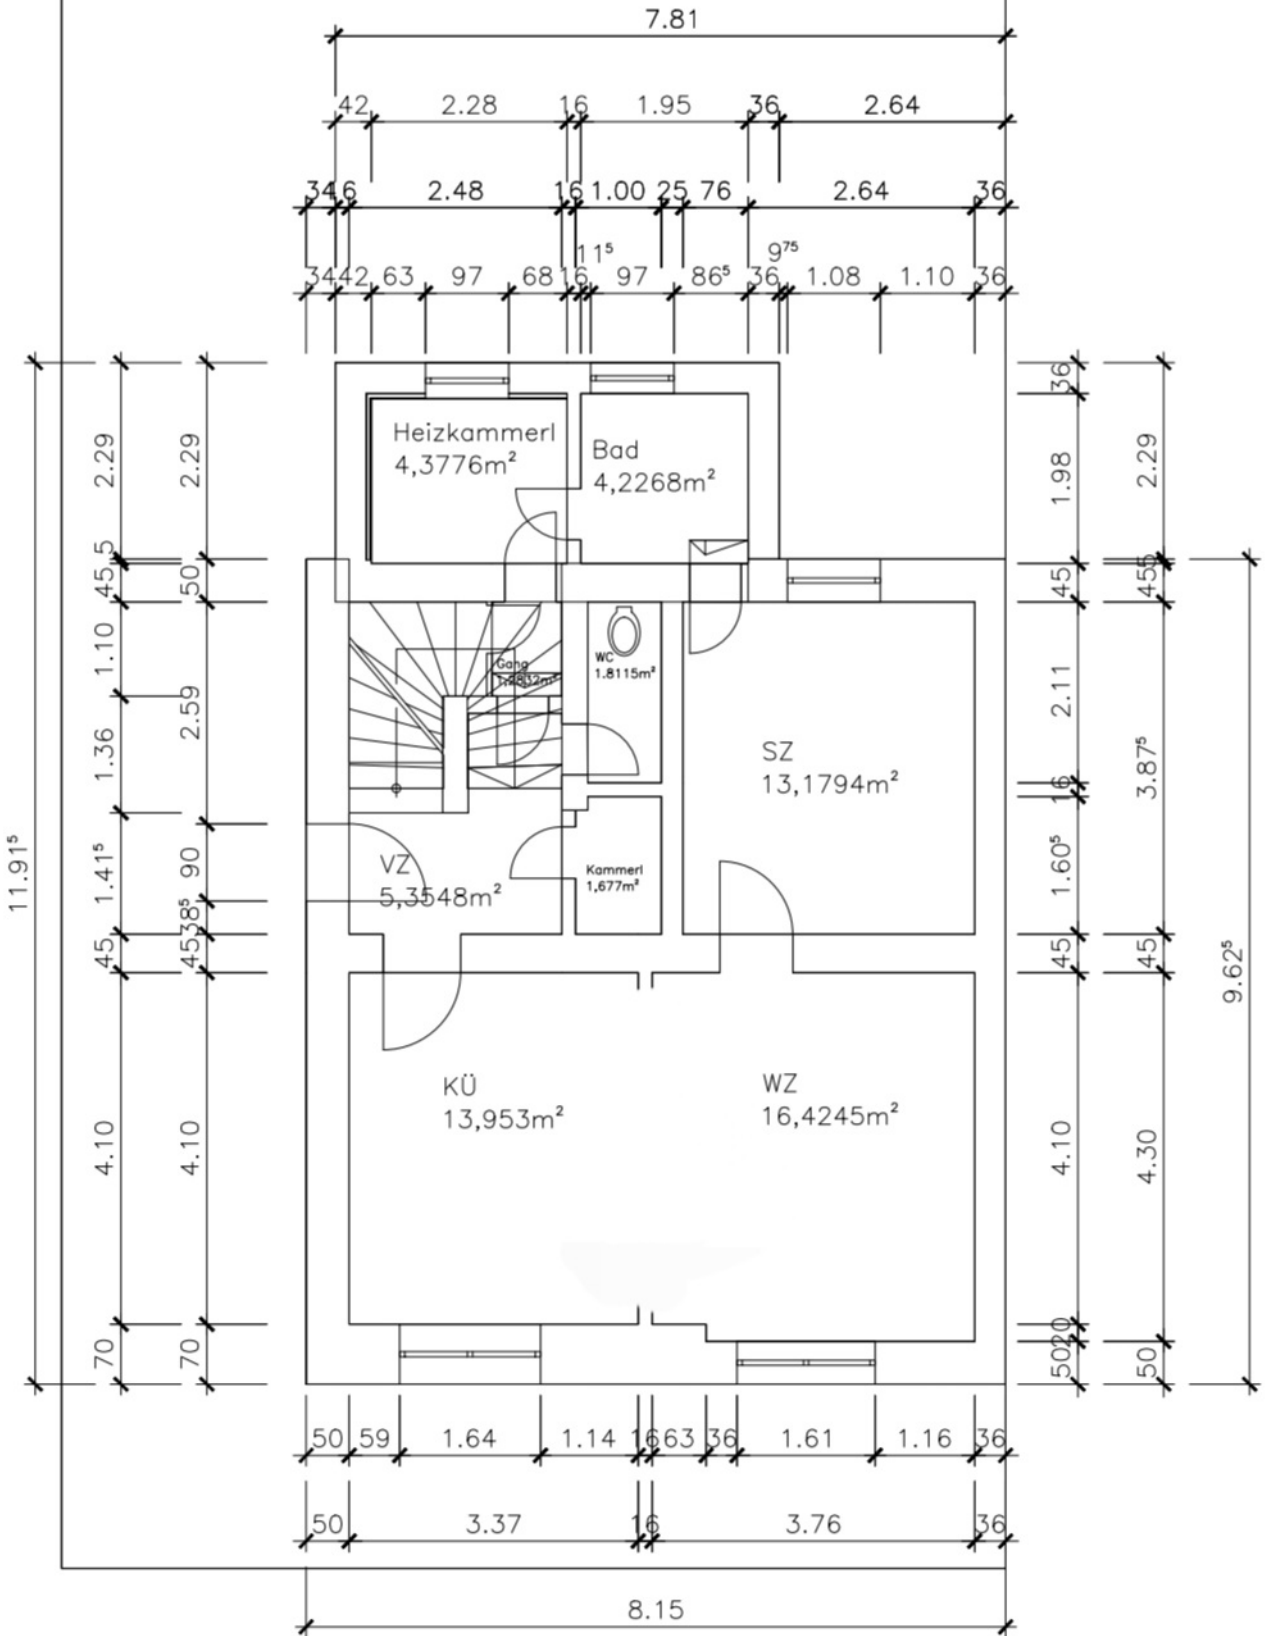 7.81
42 2.28 16 1.95 36 2.64
34 16 2.48 16 1.00 25 76 2.64 36
11⁵ 9⁷⁵
34 42 63 97 68 16 97 86⁵ 36 1.08 1.10 36
Heizkammerl
4,3776m²
Bad
4,2268m²
Gang
WC
1.8115m²
SZ
13,1794m²
VZ
5,3548m²
Kammerl
1,677m²
KÜ
13,953m²
WZ
16,4245m²
11.91⁵
2.29
45 5
1.10
1.36
1.41⁵
45
4.10
70
2.29
50
2.59
90
38⁵
45
4.10
70
36
1.98
45
2.11
16
1.60⁵
45
4.10
20
50
2.29
45 5
3.87⁵
45
4.30
50
9.62⁵
50 59 1.64 1.14 16 63 36 1.61 1.16 36
50 3.37 16 3.76 36
8.15